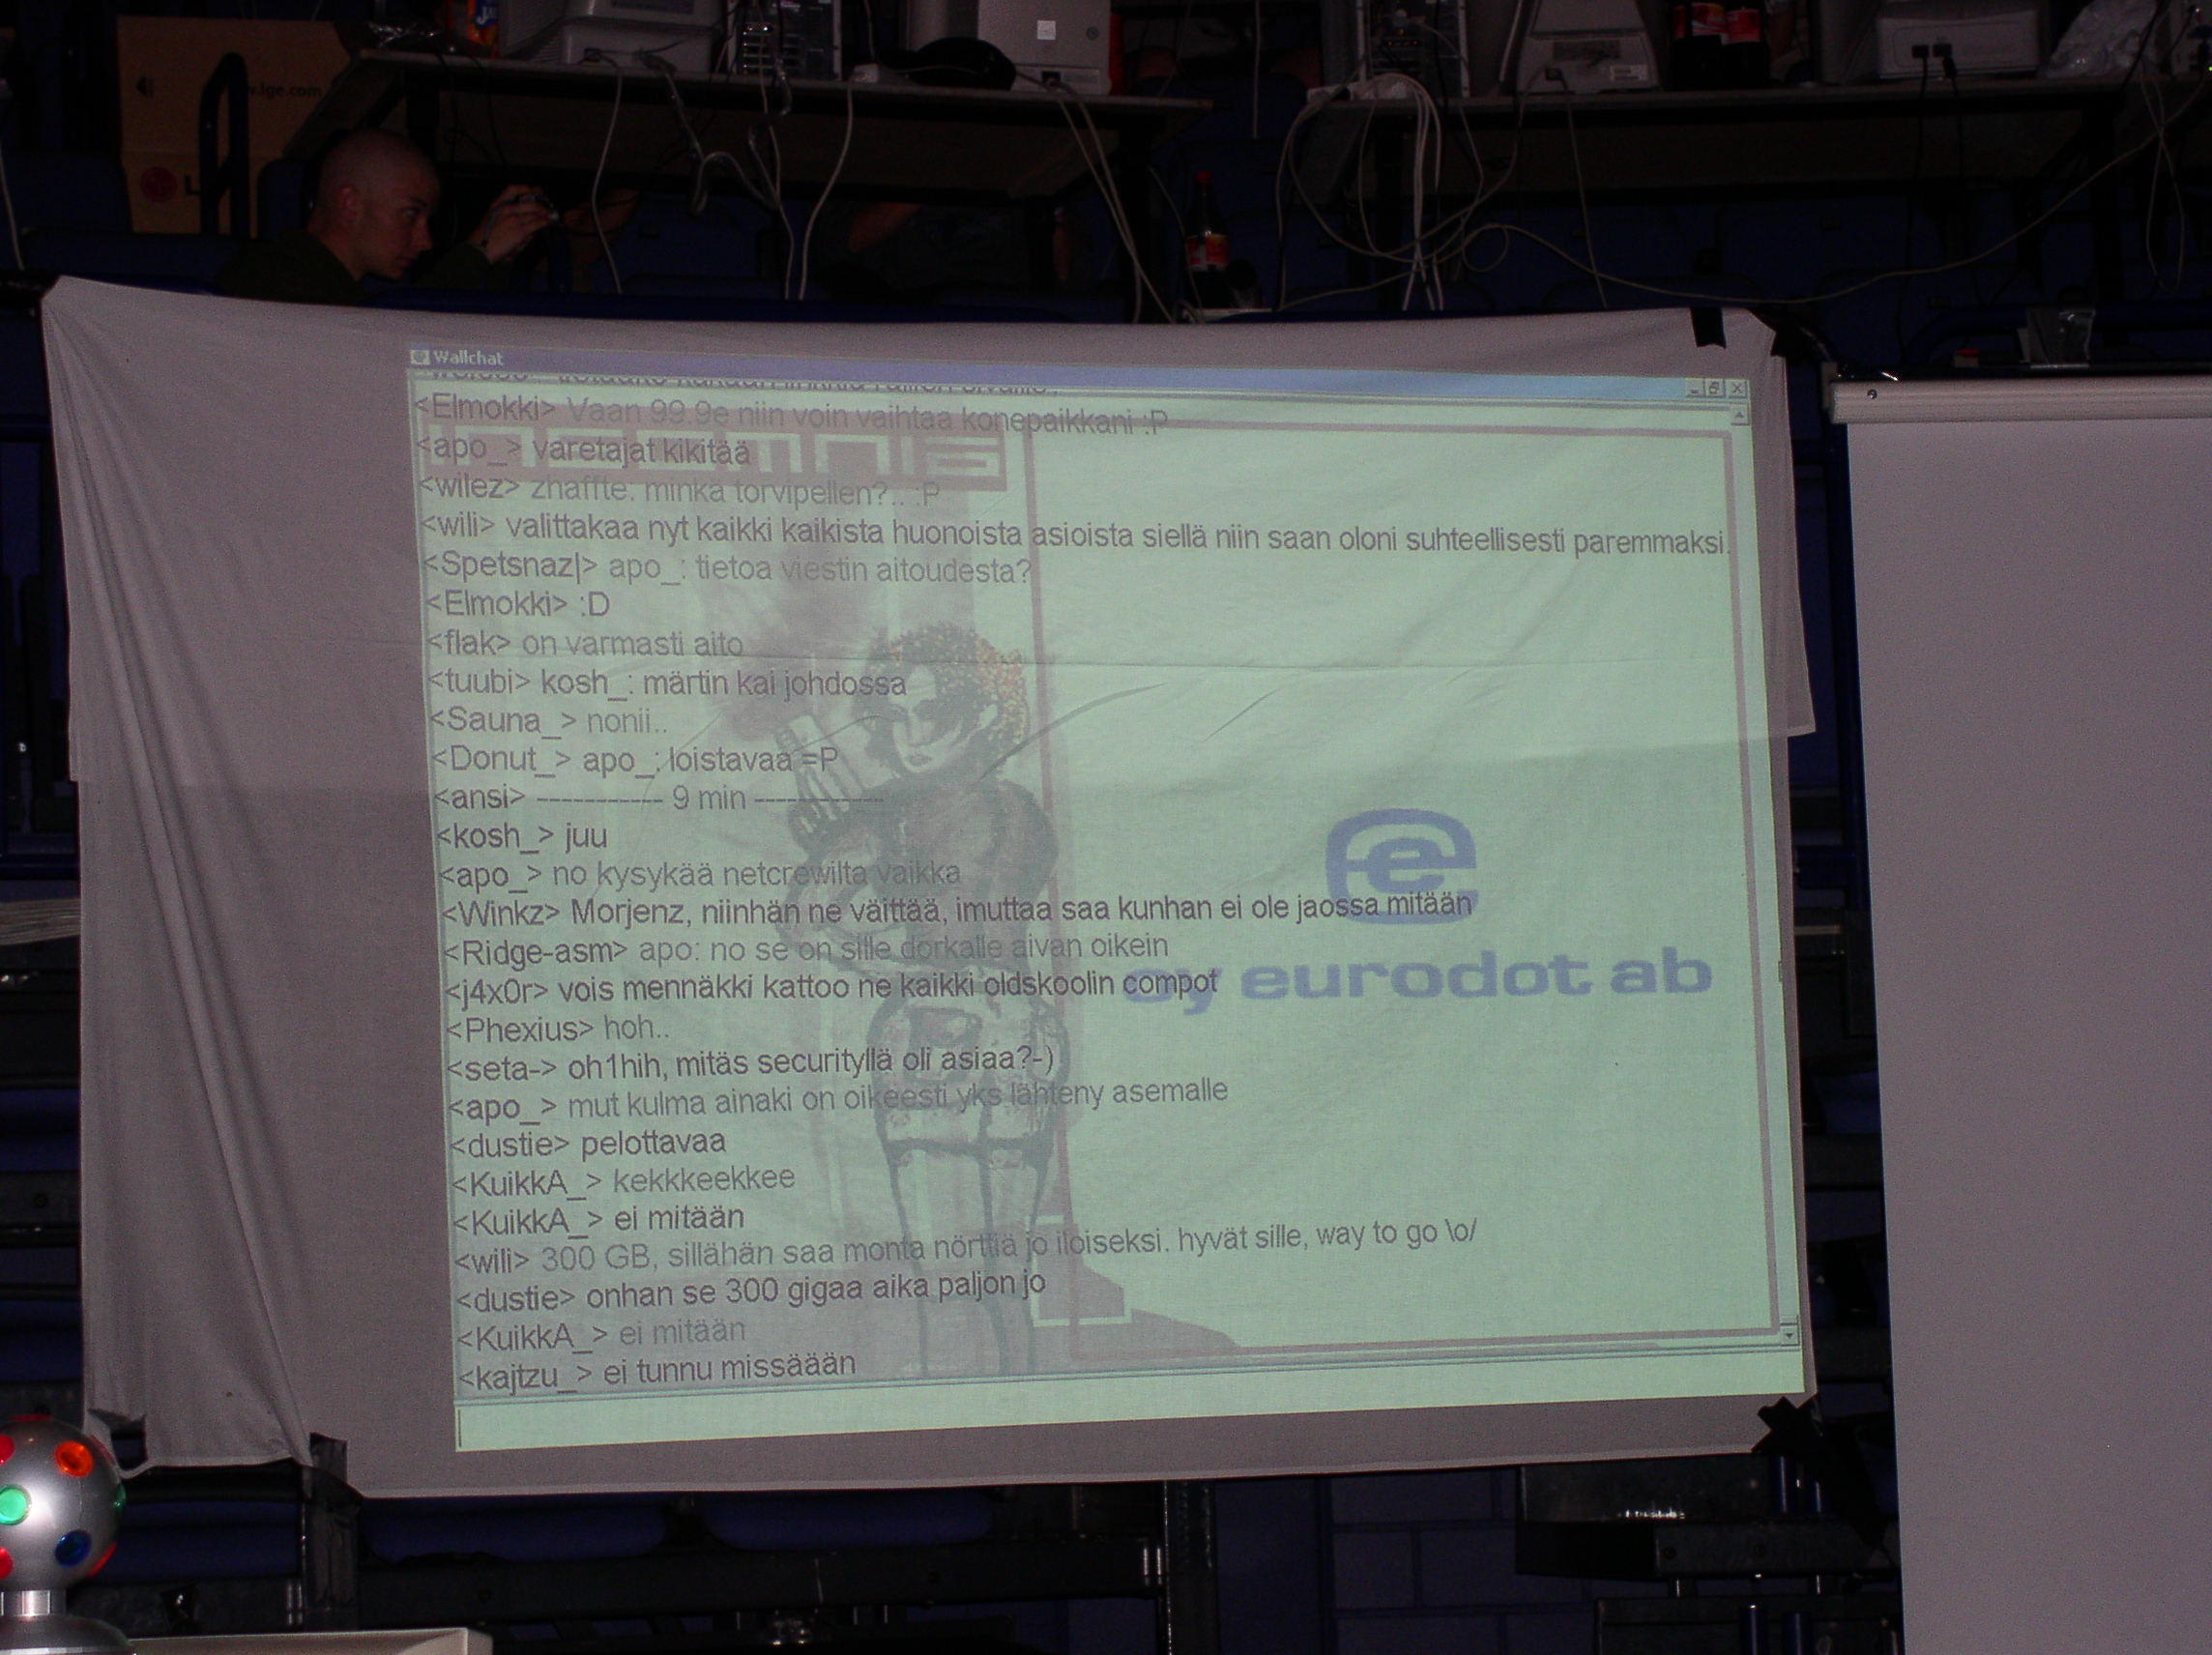 w.lge.com
Wallchat
<Elmokki> Vaan 99.9e niin voin vaihtaa konepaikkani :P
<apo_> varetajat kikitää
<wilez> zhaffte: minkä torvipellen?.. :P
<wili> valittakaa nyt kaikki kaikista huonoista asioista siellä niin saan oloni suhteellisesti paremmaksi.
<Spetsnaz|> apo_: tietoa viestin aitoudesta?
<Elmokki> :D
<flak> on varmasti aito
<tuubi> kosh_: märtin kai johdossa
<Sauna_> nonii..
<Donut_> apo_: loistavaa =P
<ansi> ----------- 9 min -----------
<kosh_> juu
<apo_> no kysykää netcrewilta vaikka
<Winkz> Morjenz, niinhän ne väittää, imuttaa saa kunhan ei ole jaossa mitään
<Ridge-asm> apo: no se on sille dorkalle aivan oikein
<j4x0r> vois mennäkki kattoo ne kaikki oldskoolin compot
oy eurodot ab
<Phexius> hoh..
<seta-> oh1hih, mitäs securityllä oli asiaa?-)
<apo_> mut kulma ainaki on oikeesti yks lähteny asemalle
<dustie> pelottavaa
<KuikkA_> kekkkeekkee
<KuikkA_> ei mitään
<wili> 300 GB, sillähän saa monta nörttiä jo iloiseksi. hyvät sille, way to go \o/
<dustie> onhan se 300 gigaa aika paljon jo
<KuikkA_> ei mitään
<kajtzu_> ei tunnu missäään